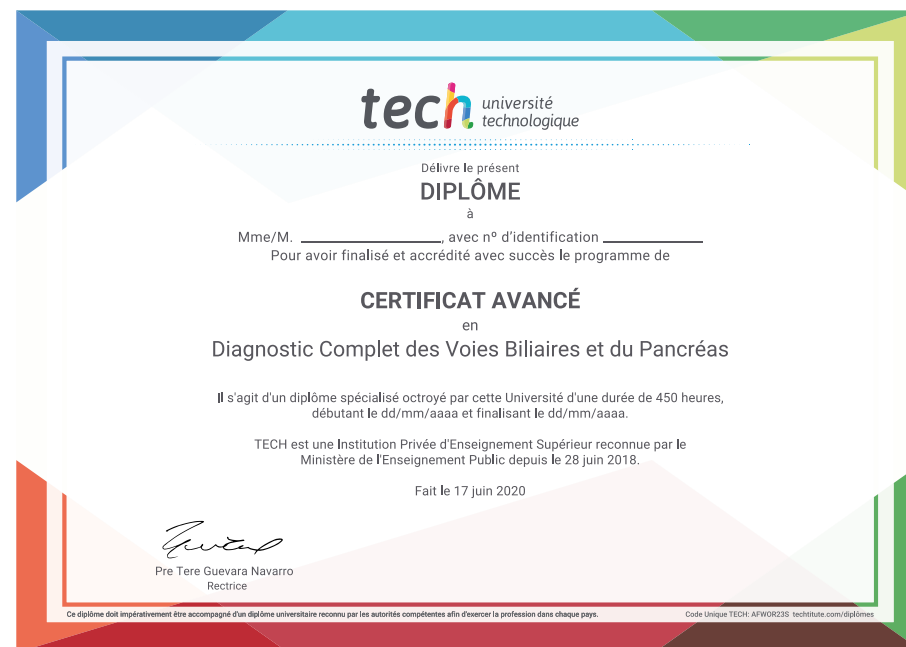 tech université
technologique
Délivre le présent
DIPLÔME
à
Mme/M. ____________, avec nº d'identification ____________
Pour avoir finalisé et accrédité avec succès le programme de
CERTIFICAT AVANCÉ
en
Diagnostic Complet des Voies Biliaires et du Pancréas
Il s'agit d'un diplôme spécialisé octroyé par cette Université d'une durée de 450 heures,
débutant le dd/mm/aaaa et finalisant le dd/mm/aaaa.
TECH est une Institution Privée d'Enseignement Supérieur reconnue par le
Ministère de l'Enseignement Public depuis le 28 juin 2018.
Fait le 17 juin 2020
Pre Tere Guevara Navarro
Rectrice
Ce diplôme doit impérativement être accompagné d'un diplôme universitaire reconnu par les autorités compétentes afin d'exercer la profession dans chaque pays.
Code Unique TECH: AFWOR23S techtitute.com/diplômes